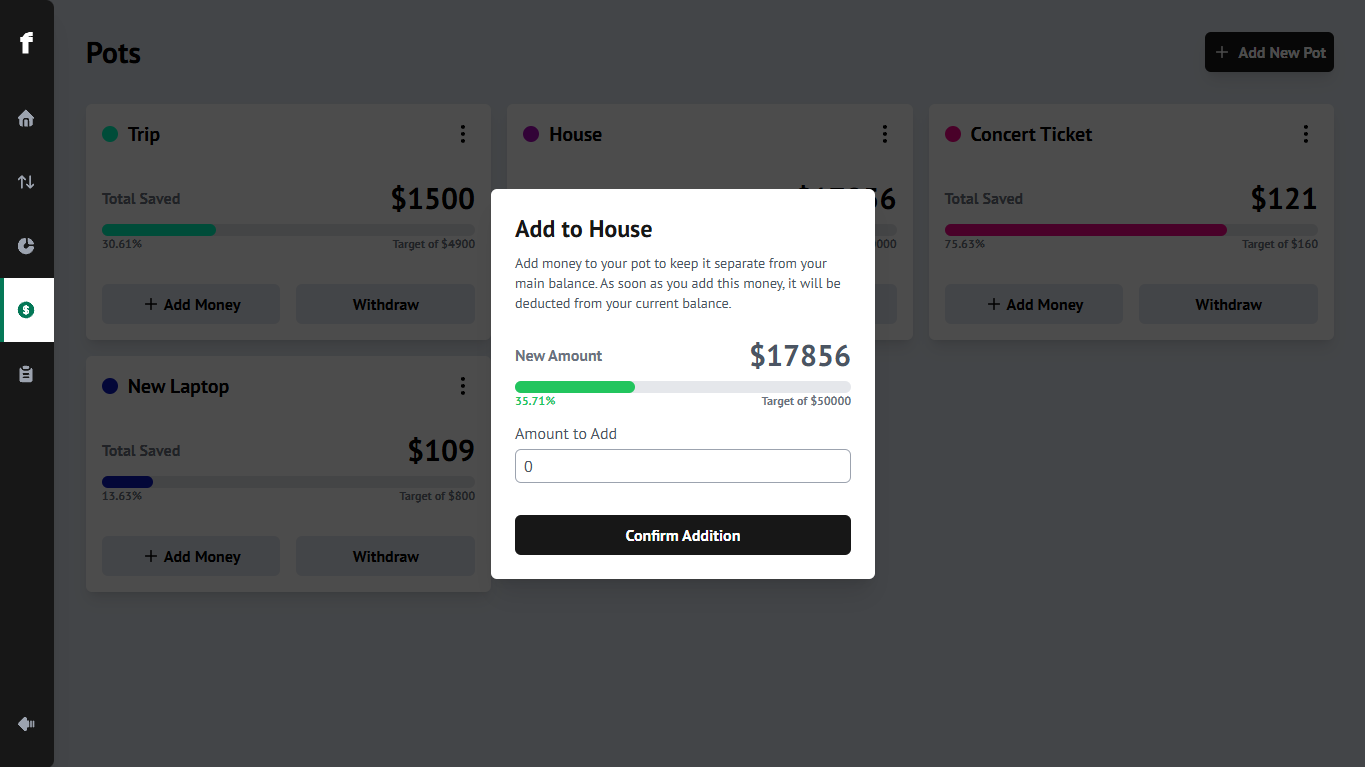 f
Pots
+ Add New Pot
Trip
House
Concert Ticket
Total Saved $1500
30.61% Target of $4900
+ Add Money Withdraw
Total Saved $121
75.63% Target of $160
+ Add Money Withdraw
Add to House
Add money to your pot to keep it separate from your
main balance. As soon as you add this money, it will be
deducted from your current balance.
New Amount $17856
35.71% Target of $50000
Amount to Add
0
Confirm Addition
New Laptop
Total Saved $109
13.63% Target of $800
+ Add Money Withdraw